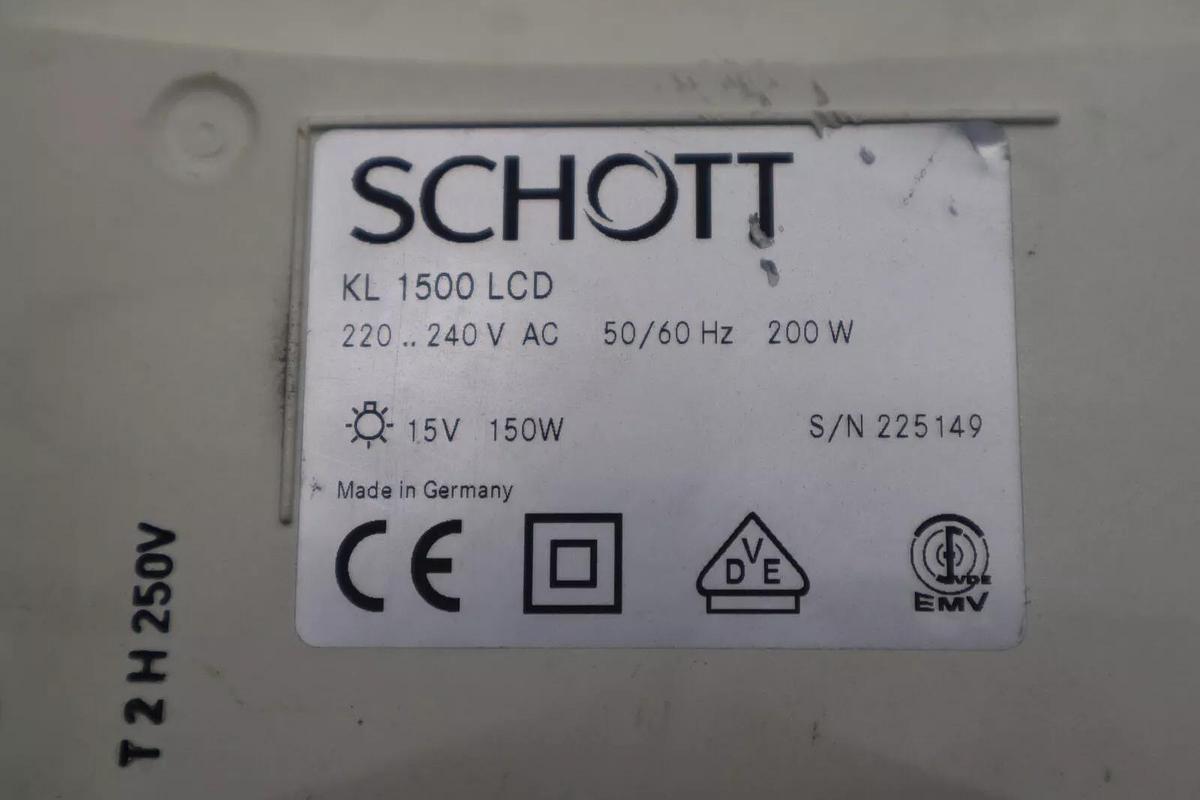 SCHOTT
KL 1500 LCD
220 .. 240 V AC 50/60 Hz 200 W
15V 150W S/N 225149
Made in Germany
CE
DVE
VDE
EMV
T 2 H 250V